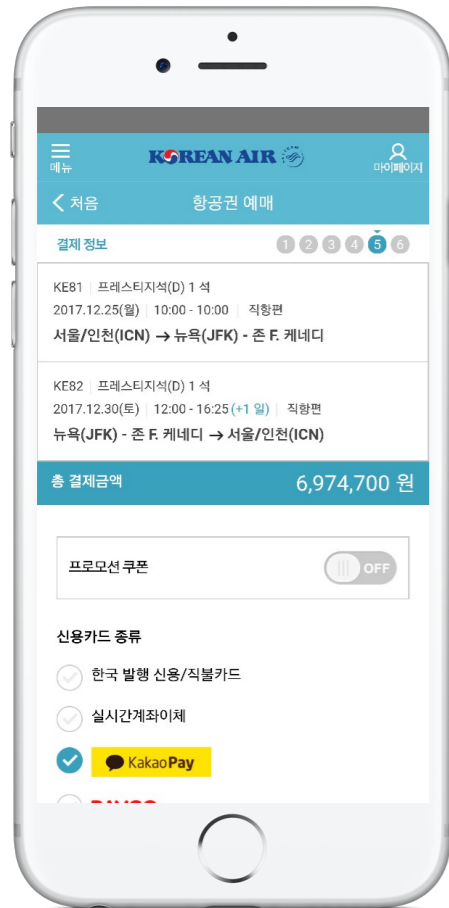 메뉴
KOREAN AIR
마이페이지
처음
항공권 예매
결제 정보
1 2 3 4 5 6
KE81 | 프레스티지석(D) 1 석
2017.12.25(월) | 10:00 - 10:00 | 직항편
서울/인천(ICN) → 뉴욕(JFK) - 존 F. 케네디
KE82 | 프레스티지석(D) 1 석
2017.12.30(토) | 12:00 - 16:25 (+1 일) | 직항편
뉴욕(JFK) - 존 F. 케네디 → 서울/인천(ICN)
총 결제금액
6,974,700 원
프로모션 쿠폰
OFF
신용카드 종류
한국 발행 신용/직불카드
실시간계좌이체
KakaoPay